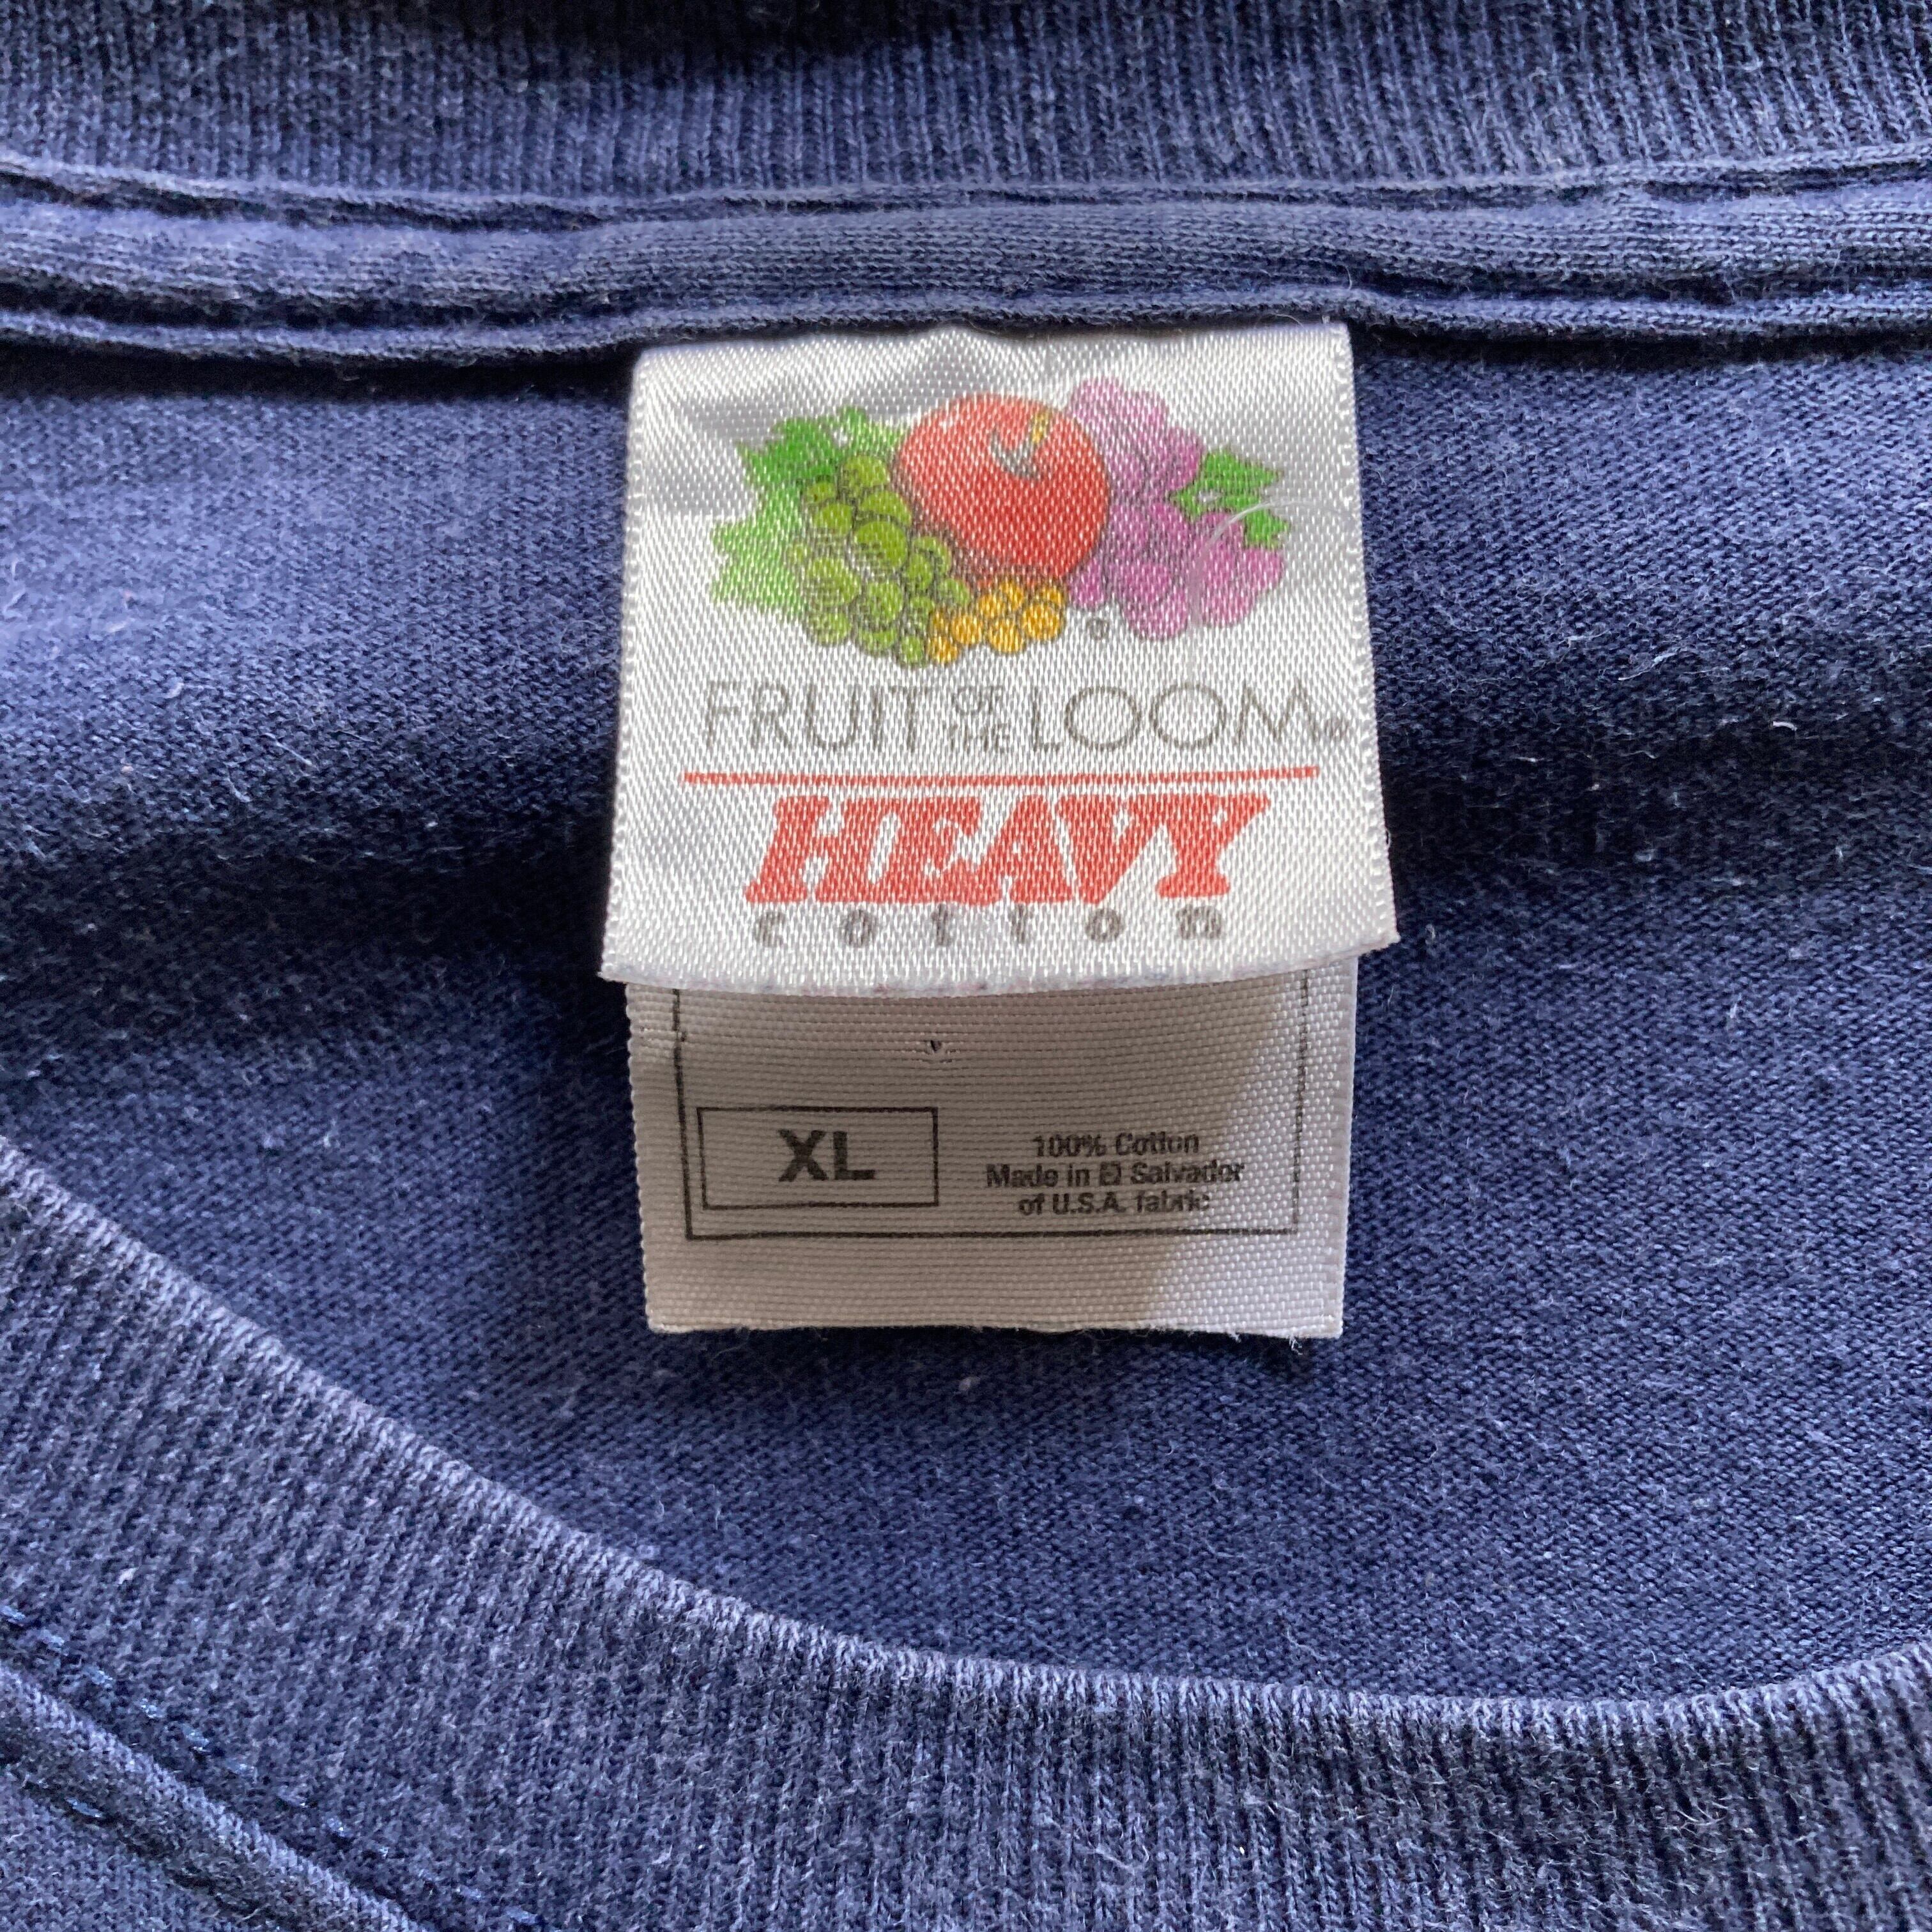 FRUIT OF THE LOOM®
HEAVY
cotton
XL
100% Cotton
Made in El Salvador
of U.S.A. fabric